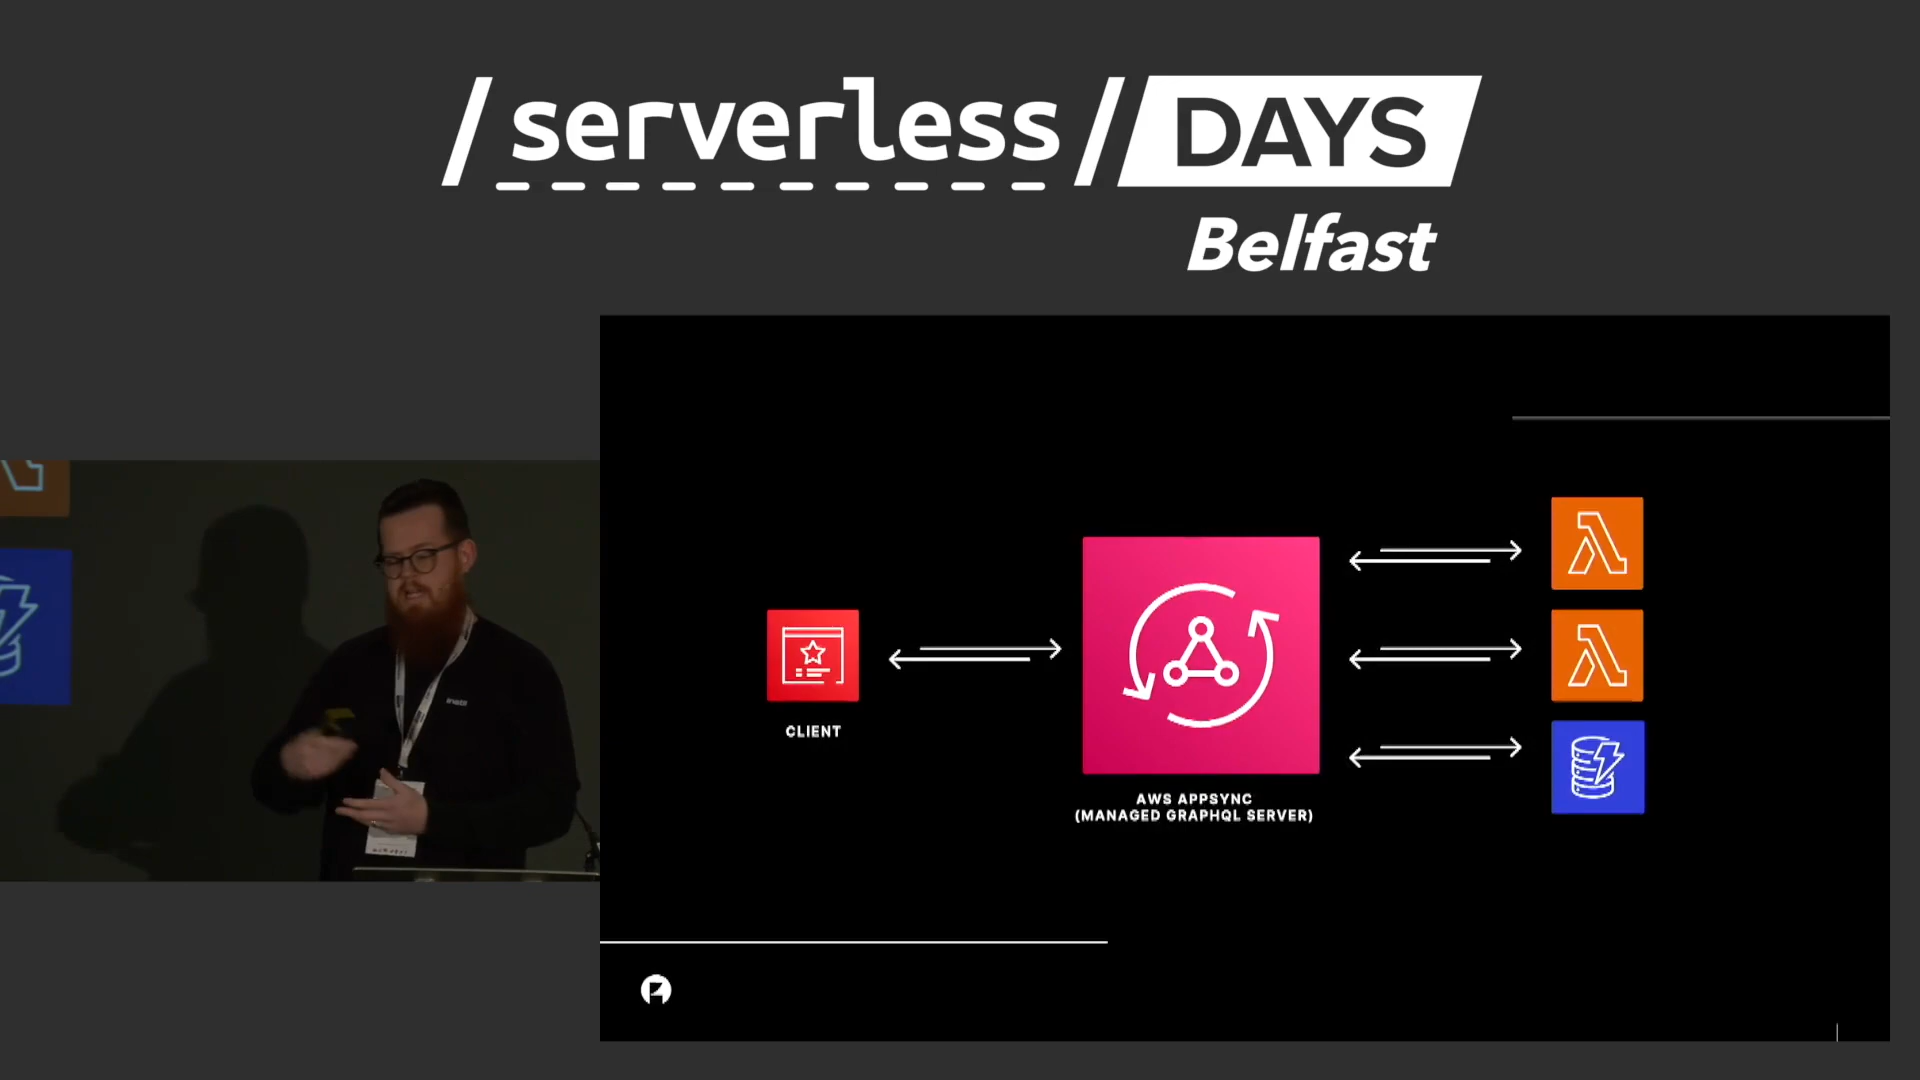 /serverless/DAYS
Belfast
CLIENT
AWS APPSYNC
(MANAGED GRAPHQL SERVER)